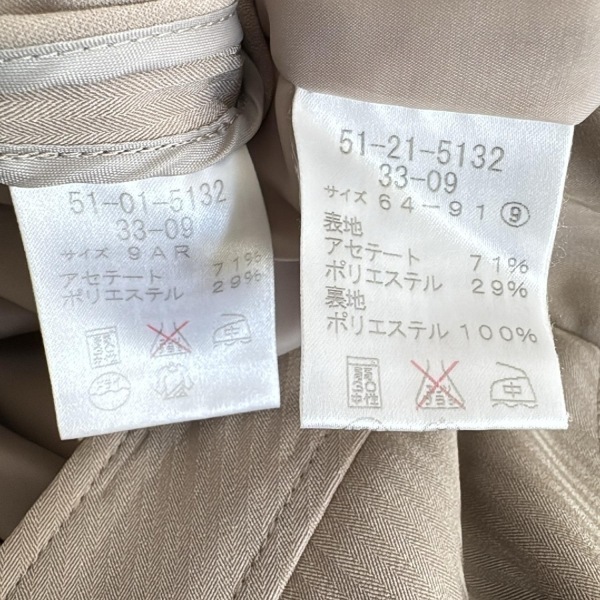 51-01-5132
33-09
サイズ 9AR
アセテート 71%
ポリエステル 29%
51-21-5132
33-09
サイズ 64-91 ⑨
表地
アセテート 71%
ポリエステル 29%
裏地
ポリエステル 100%